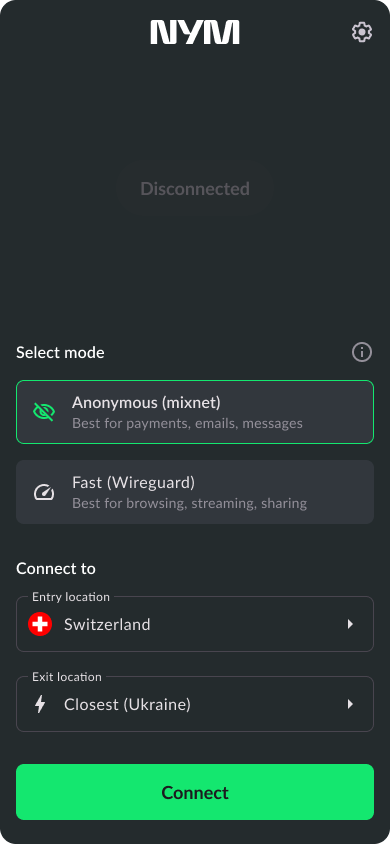 NYM
Disconnected
Select mode
Anonymous (mixnet)
Best for payments, emails, messages
Fast (Wireguard)
Best for browsing, streaming, sharing
Connect to
Entry location
Switzerland
Exit location
Closest (Ukraine)
Connect